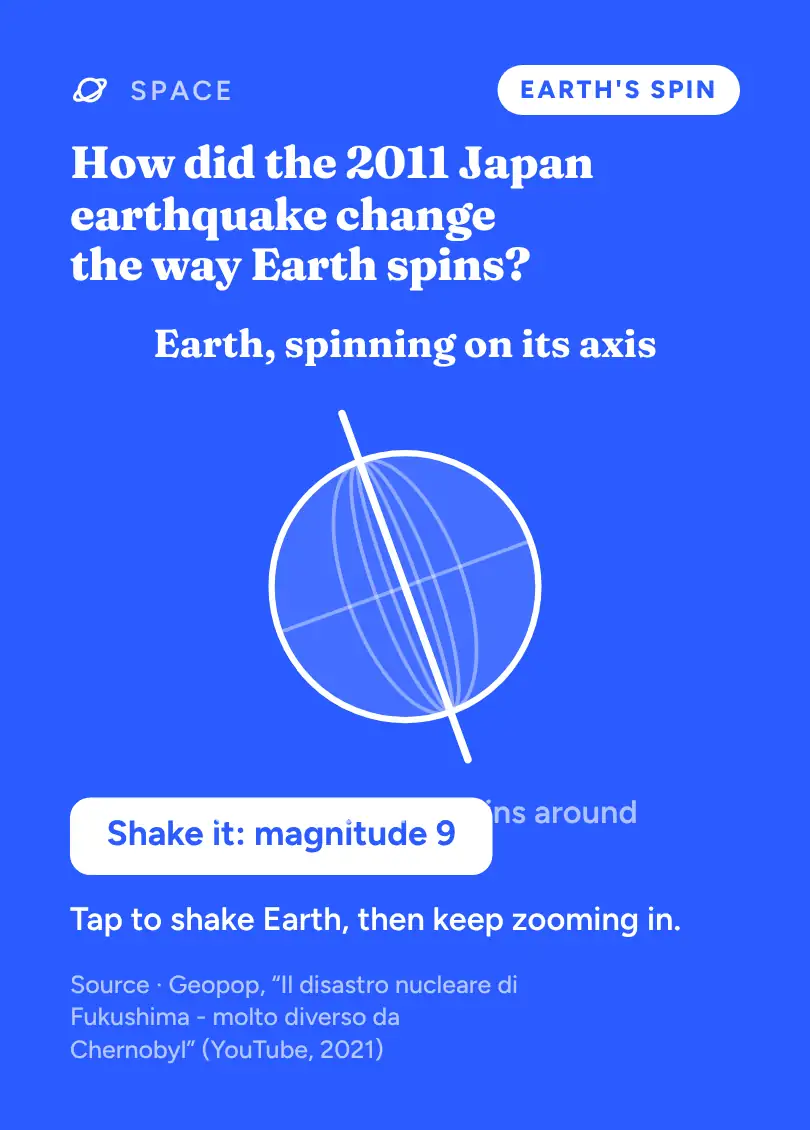 SPACE
EARTH'S SPIN
How did the 2011 Japan
earthquake change
the way Earth spins?
Earth, spinning on its axis
around
Shake it: magnitude 9
Tap to shake Earth, then keep zooming in.
Source · Geopop, “Il disastro nucleare di
Fukushima - molto diverso da
Chernobyl” (YouTube, 2021)